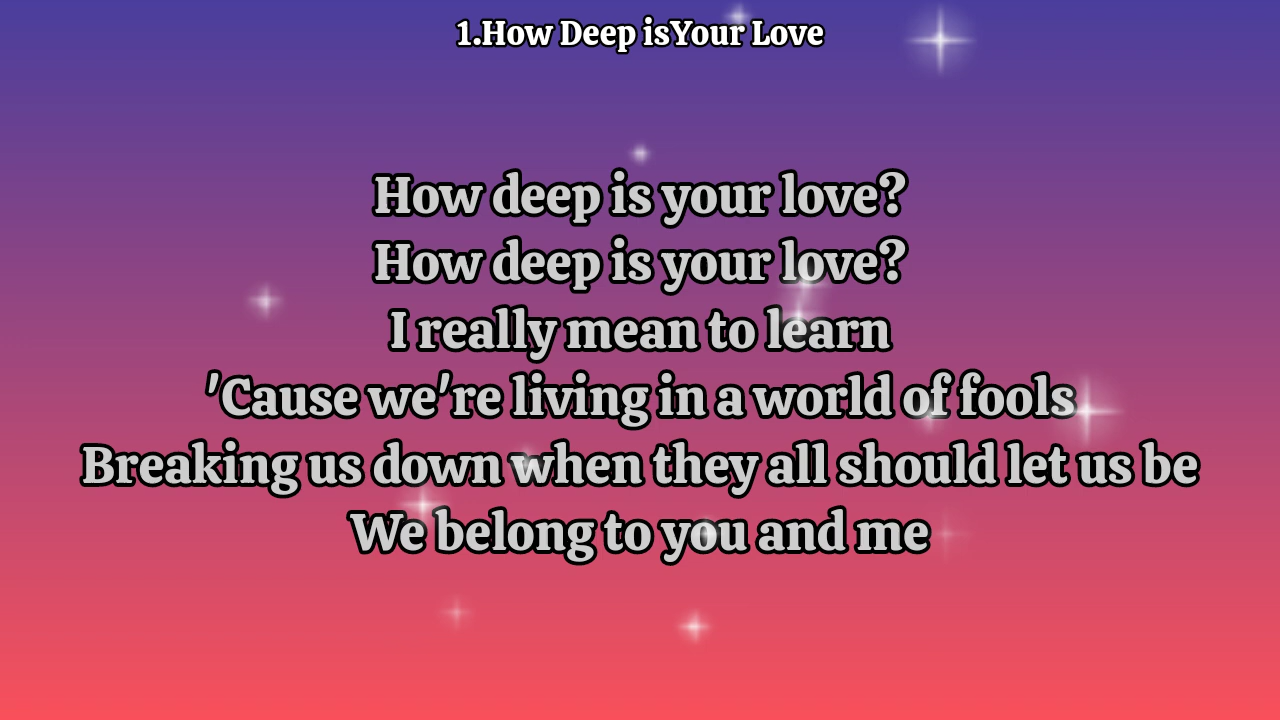 1.How Deep isYour Love
How deep is your love?
How deep is your love?
I really mean to learn
'Cause we're living in a world of fools
Breaking us down when they all should let us be
We belong to you and me